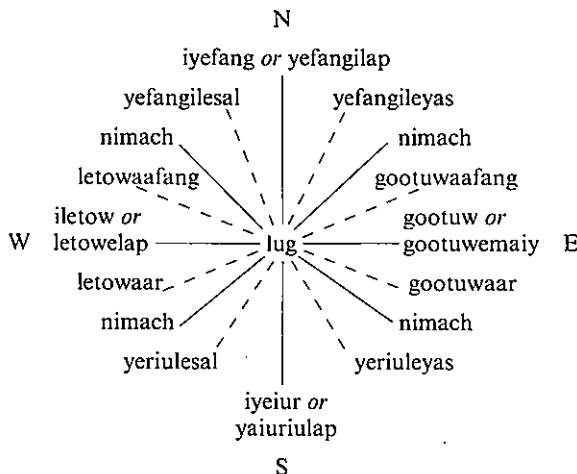 N
iyefang or yefangilap
yefangilesal yefangileyas
nimach nimach
letowaafang gootuwaafang
iletow or gootuw or
W letowelap lug gootuwemaiy E
letowaar gootuwaar
nimach nimach
yeriulesal yeriuleyas
iyeiur or
yaiuriulap
S